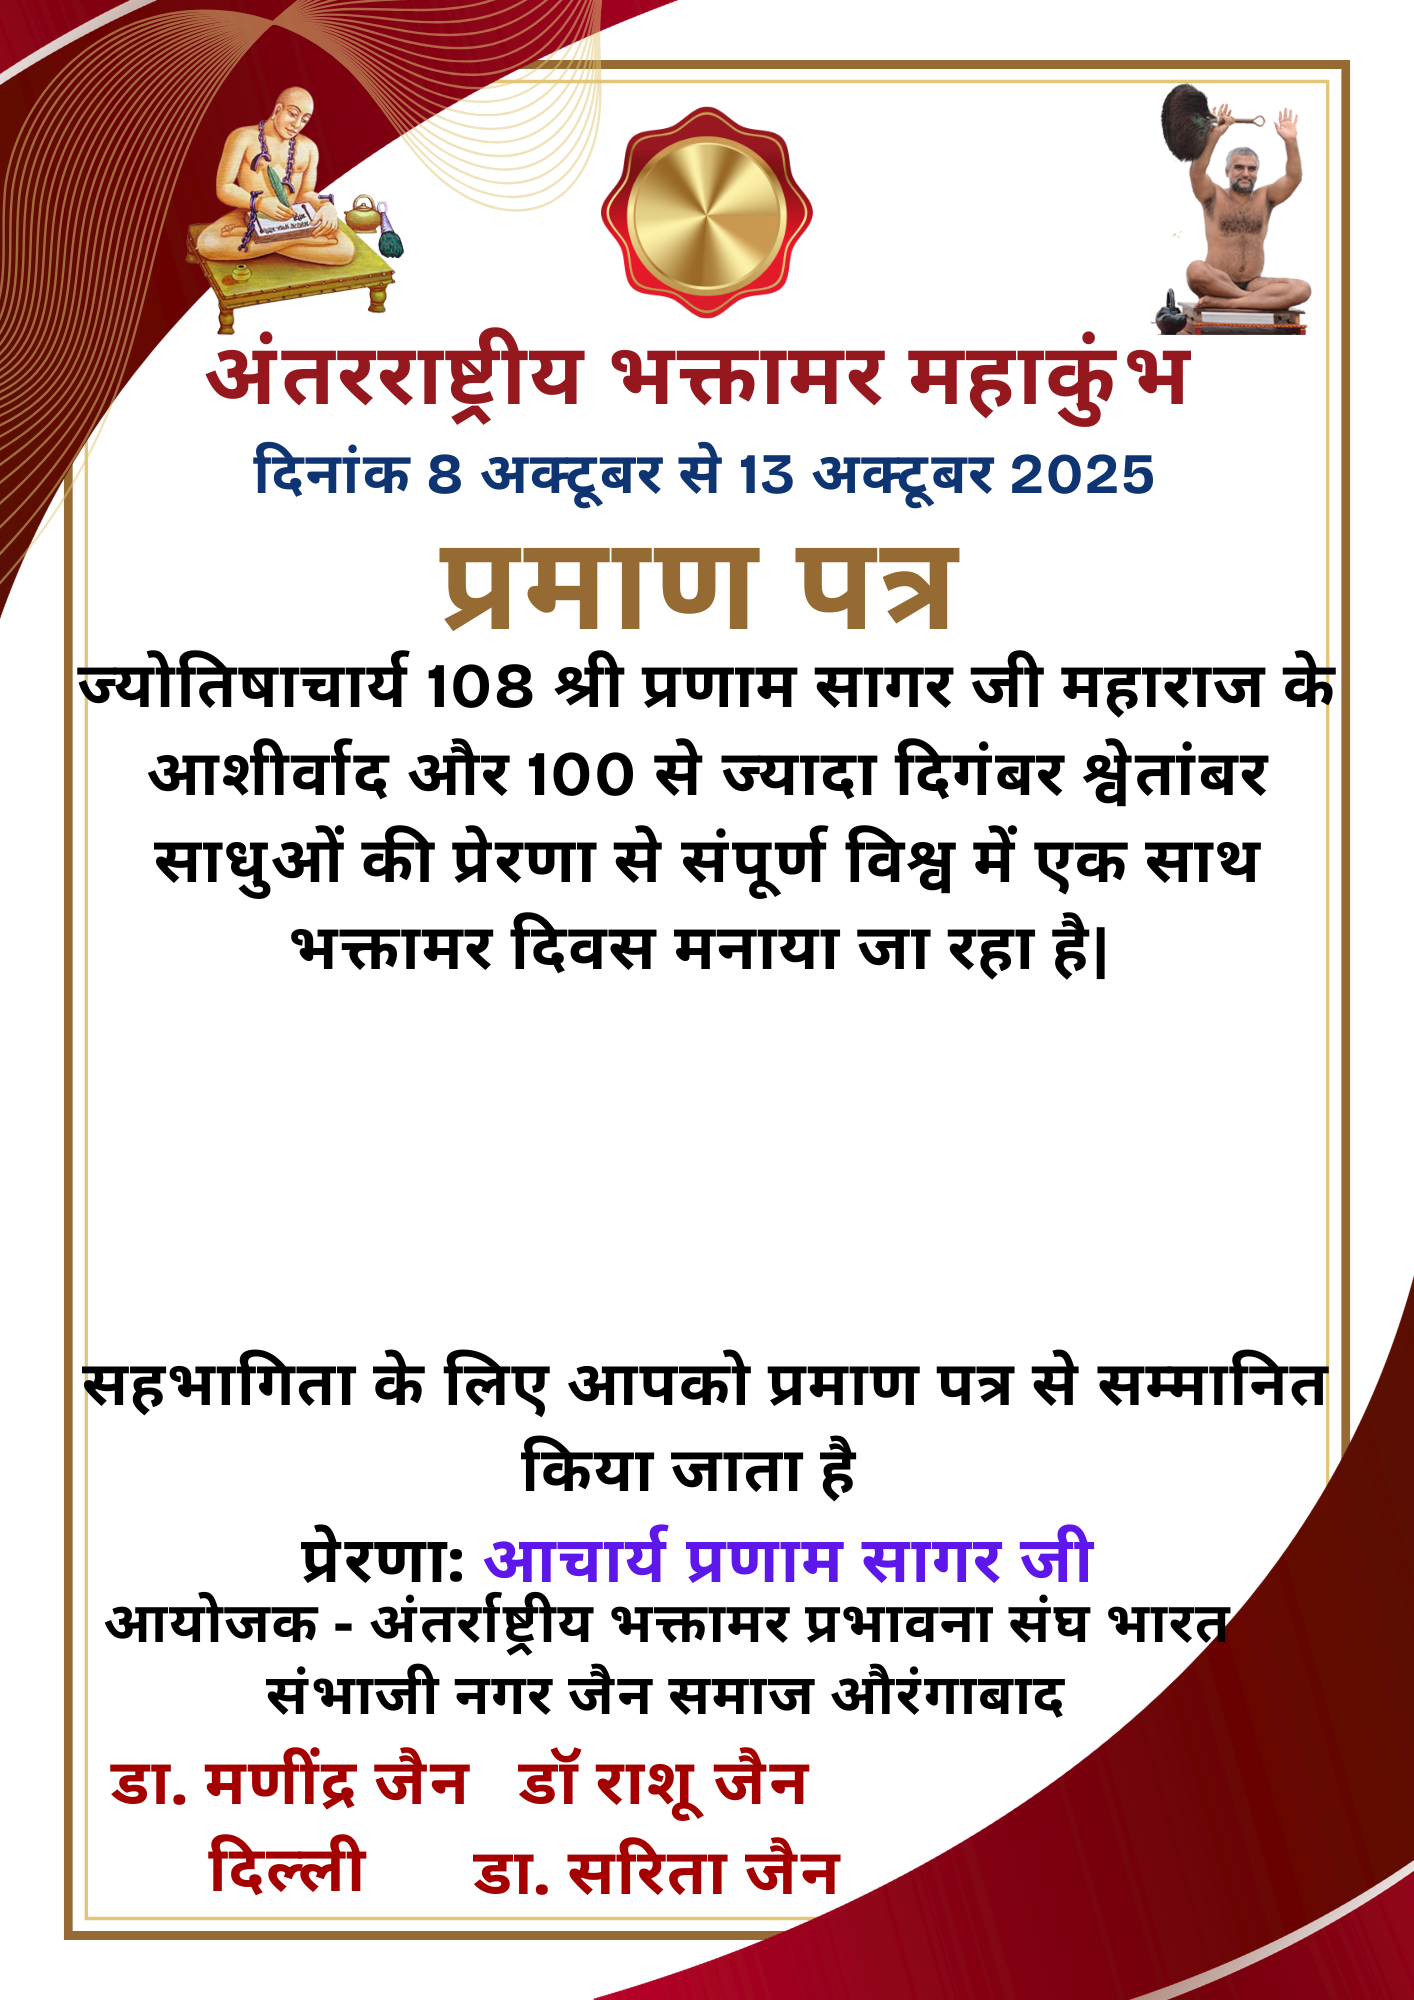 अंतरराष्ट्रीय भक्तामर महाकुंभ
दिनांक 8 अक्टूबर से 13 अक्टूबर 2025
प्रमाण पत्र
ज्योतिषाचार्य 108 श्री प्रणाम सागर जी महाराज के
आशीर्वाद और 100 से ज्यादा दिगंबर श्वेतांबर
साधुओं की प्रेरणा से संपूर्ण विश्व में एक साथ
भक्तामर दिवस मनाया जा रहा है|
सहभागिता के लिए आपको प्रमाण पत्र से सम्मानित
किया जाता है
प्रेरणा: आचार्य प्रणाम सागर जी
आयोजक - अंतर्राष्ट्रीय भक्तामर प्रभावना संघ भारत
संभाजी नगर जैन समाज औरंगाबाद
डा. मणींद्र जैन डॉ राशू जैन
दिल्ली डा. सरिता जैन